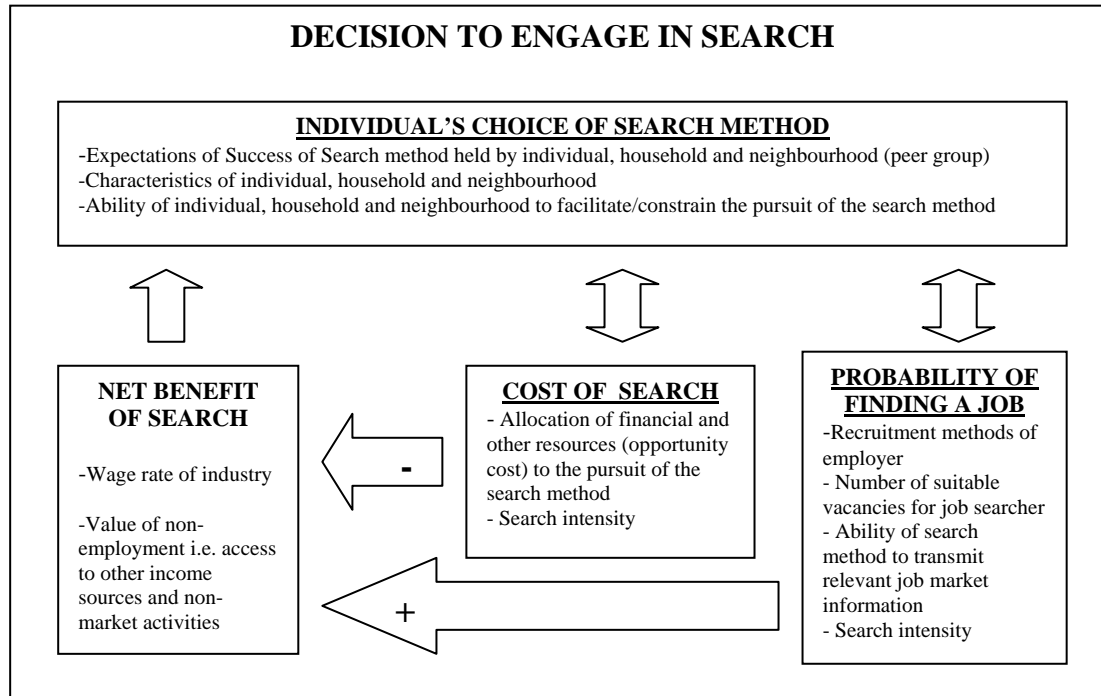 DECISION TO ENGAGE IN SEARCH
INDIVIDUAL'S CHOICE OF SEARCH METHOD
-Expectations of Success of Search method held by individual, household and neighbourhood (peer group)
-Characteristics of individual, household and neighbourhood
-Ability of individual, household and neighbourhood to facilitate/constrain the pursuit of the search method
NET BENEFIT
OF SEARCH
-Wage rate of industry
-Value of non-
employment i.e. access
to other income
sources and non-
market activities
-
+
COST OF SEARCH
- Allocation of financial and
other resources (opportunity
cost) to the pursuit of the
search method
- Search intensity
PROBABILITY OF
FINDING A JOB
-Recruitment methods of
employer
- Number of suitable
vacancies for job searcher
- Ability of search
method to transmit
relevant job market
information
- Search intensity